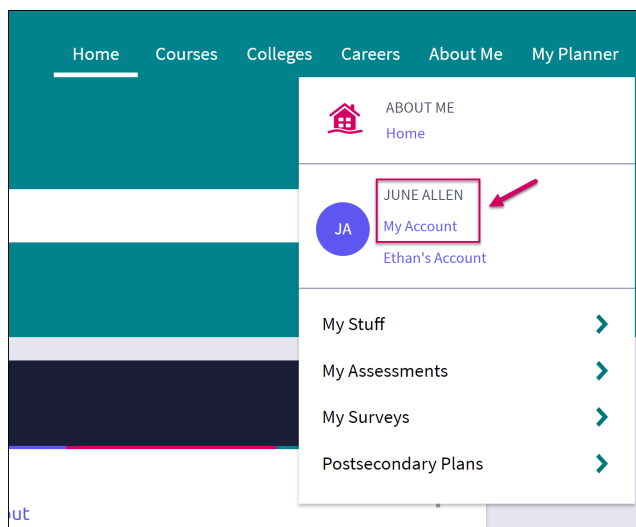 Home Courses Colleges Careers About Me My Planner
ABOUT ME
Home
JUNE ALLEN
JA
My Account
Ethan's Account
My Stuff
My Assessments
My Surveys
Postsecondary Plans